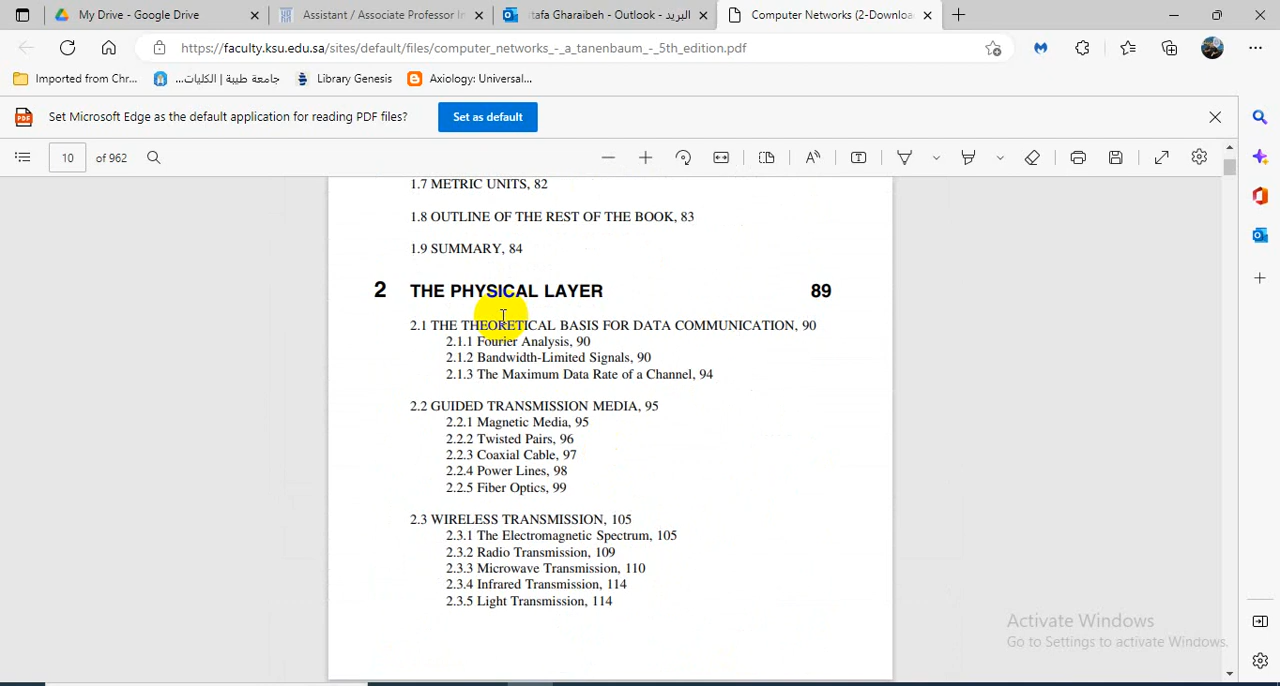 My Drive - Google Drive
Assistant / Associate Professor In
البريد - Outlook - stafa Gharaibeh
Computer Networks (2-Downloa
https://faculty.ksu.edu.sa/sites/default/files/computer_networks_-_a_tanenbaum_-_5th_edition.pdf
Imported from Chr...
جامعة طيبة | الكليات...
Library Genesis
Axiology: Universal...
Set Microsoft Edge as the default application for reading PDF files?
Set as default
10 of 962
1.7 METRIC UNITS, 82
1.8 OUTLINE OF THE REST OF THE BOOK, 83
1.9 SUMMARY, 84
2 THE PHYSICAL LAYER 89
2.1 THE THEORETICAL BASIS FOR DATA COMMUNICATION, 90
2.1.1 Fourier Analysis, 90
2.1.2 Bandwidth-Limited Signals, 90
2.1.3 The Maximum Data Rate of a Channel, 94
2.2 GUIDED TRANSMISSION MEDIA, 95
2.2.1 Magnetic Media, 95
2.2.2 Twisted Pairs, 96
2.2.3 Coaxial Cable, 97
2.2.4 Power Lines, 98
2.2.5 Fiber Optics, 99
2.3 WIRELESS TRANSMISSION, 105
2.3.1 The Electromagnetic Spectrum, 105
2.3.2 Radio Transmission, 109
2.3.3 Microwave Transmission, 110
2.3.4 Infrared Transmission, 114
2.3.5 Light Transmission, 114
Activate Windows
Go to Settings to activate Windows.